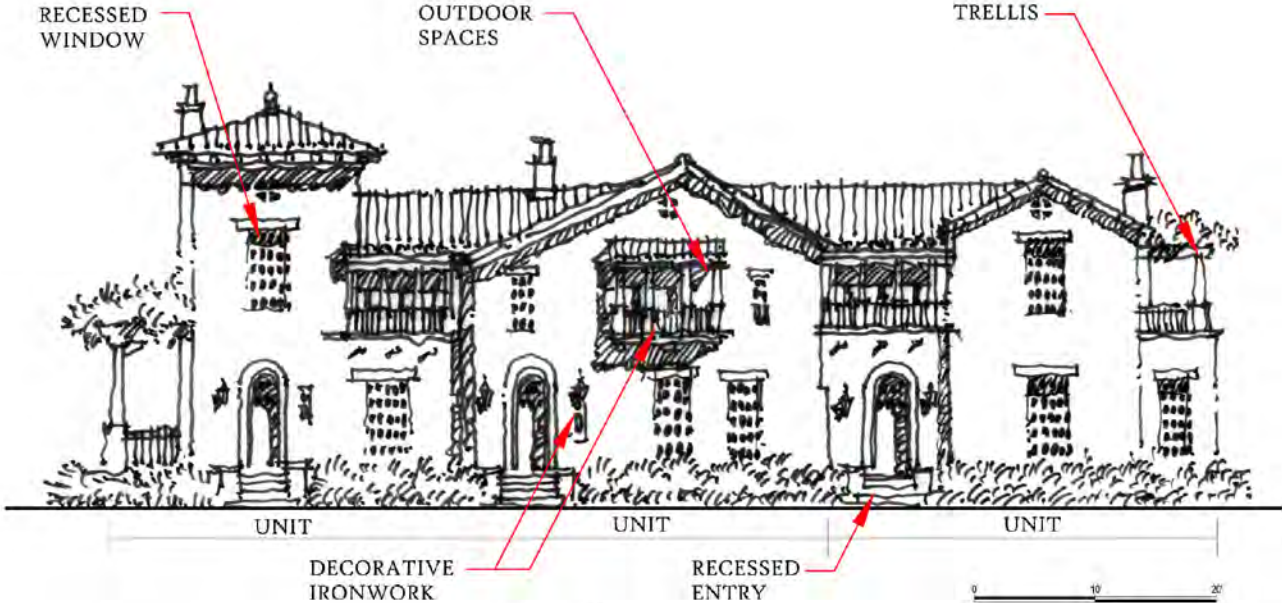 RECESSED
WINDOW
OUTDOOR
SPACES
TRELLIS
UNIT
UNIT
UNIT
DECORATIVE
IRONWORK
RECESSED
ENTRY
0 10' 20'